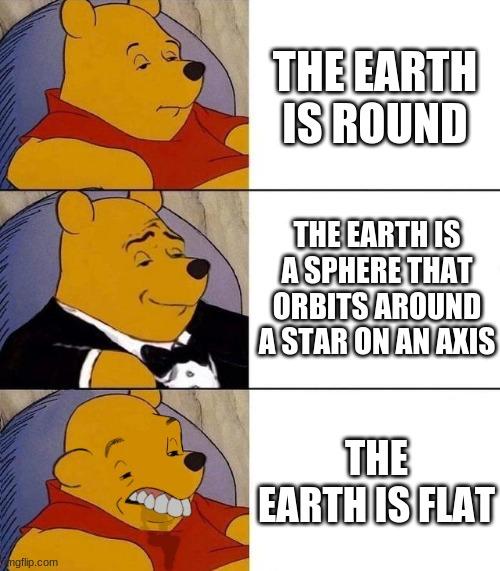 THE EARTH
IS ROUND
THE EARTH IS
A SPHERE THAT
ORBITS AROUND
A STAR ON AN AXIS
THE
EARTH IS FLAT
imgflip.com